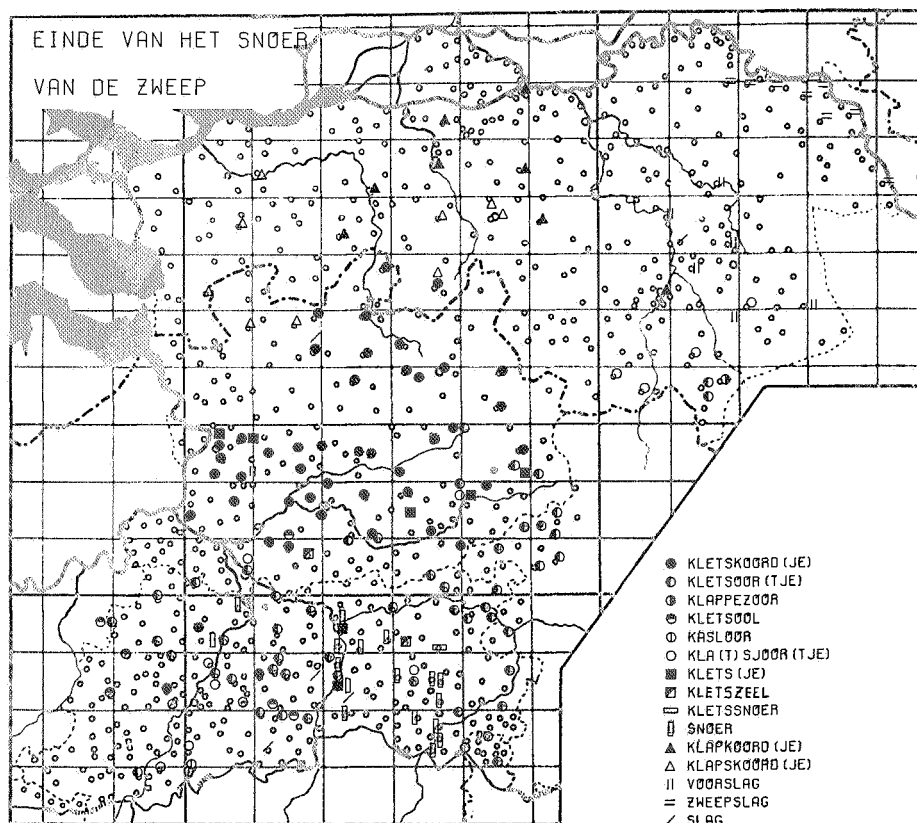 EINDE VAN HET SNOER
VAN DE ZWEEP
KLETSKOORD (JE)
KLETSOOR (TJE)
KLAPPEZOOR
KLETSOOL
KASLOOR
KLA (T) SJOOR (TJE)
KLETS (JE)
KLETSZEEL
KLETSSNOER
SNOER
KLAPKOORD (JE)
KLAPSKOORD (JE)
VOORSLAG
ZWEEPSLAG
SLAG